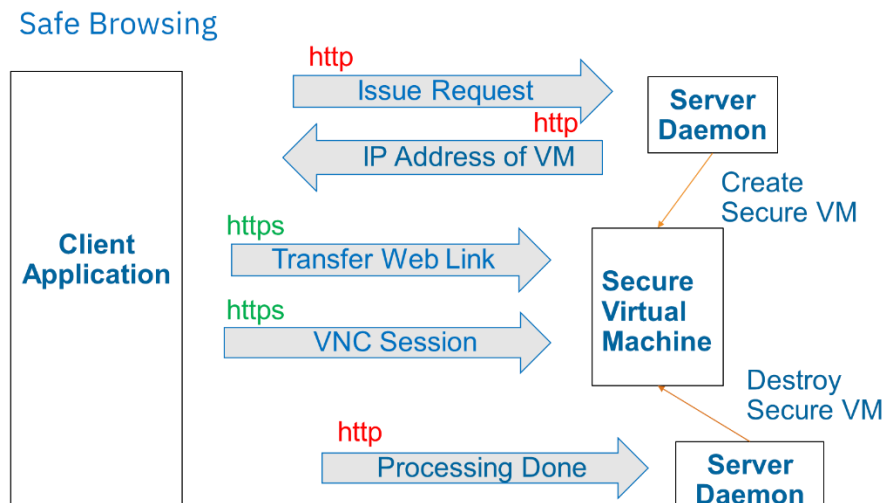 Safe Browsing
http
Issue Request
Server
Daemon
http
IP Address of VM
Create
Secure VM
Client
Application
https
Transfer Web Link
Secure
Virtual
Machine
https
VNC Session
Destroy
Secure VM
http
Processing Done
Server
Daemon